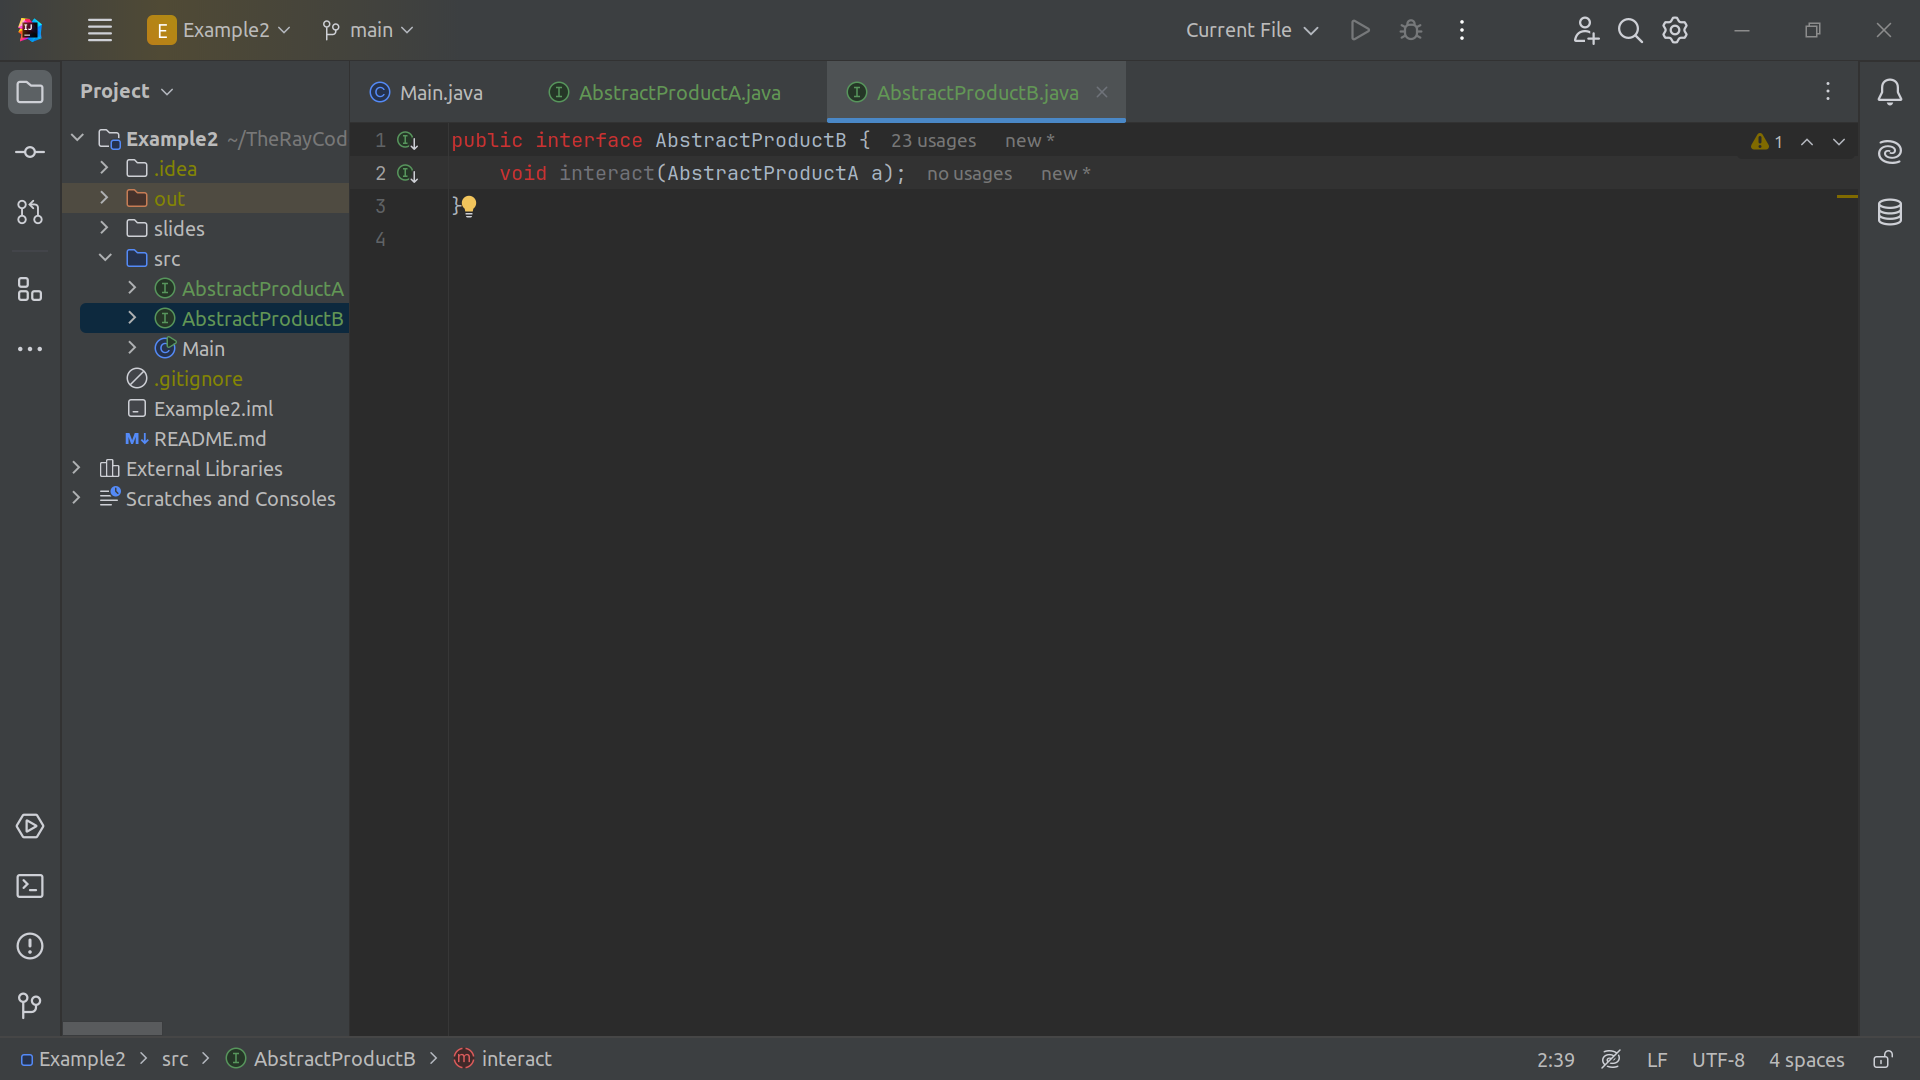 E Example2
main
Current File
Project
Main.java
AbstractProductA.java
AbstractProductB.java
Example2 ~/TheRayCod
.idea
out
slides
src
AbstractProductA
AbstractProductB
Main
.gitignore
Example2.iml
M↓ README.md
External Libraries
Scratches and Consoles
1 public interface AbstractProductB { 23 usages new *
2 void interact(AbstractProductA a); no usages new *
3 }
4
1
Example2 > src > AbstractProductB > interact
2:39 LF UTF-8 4 spaces